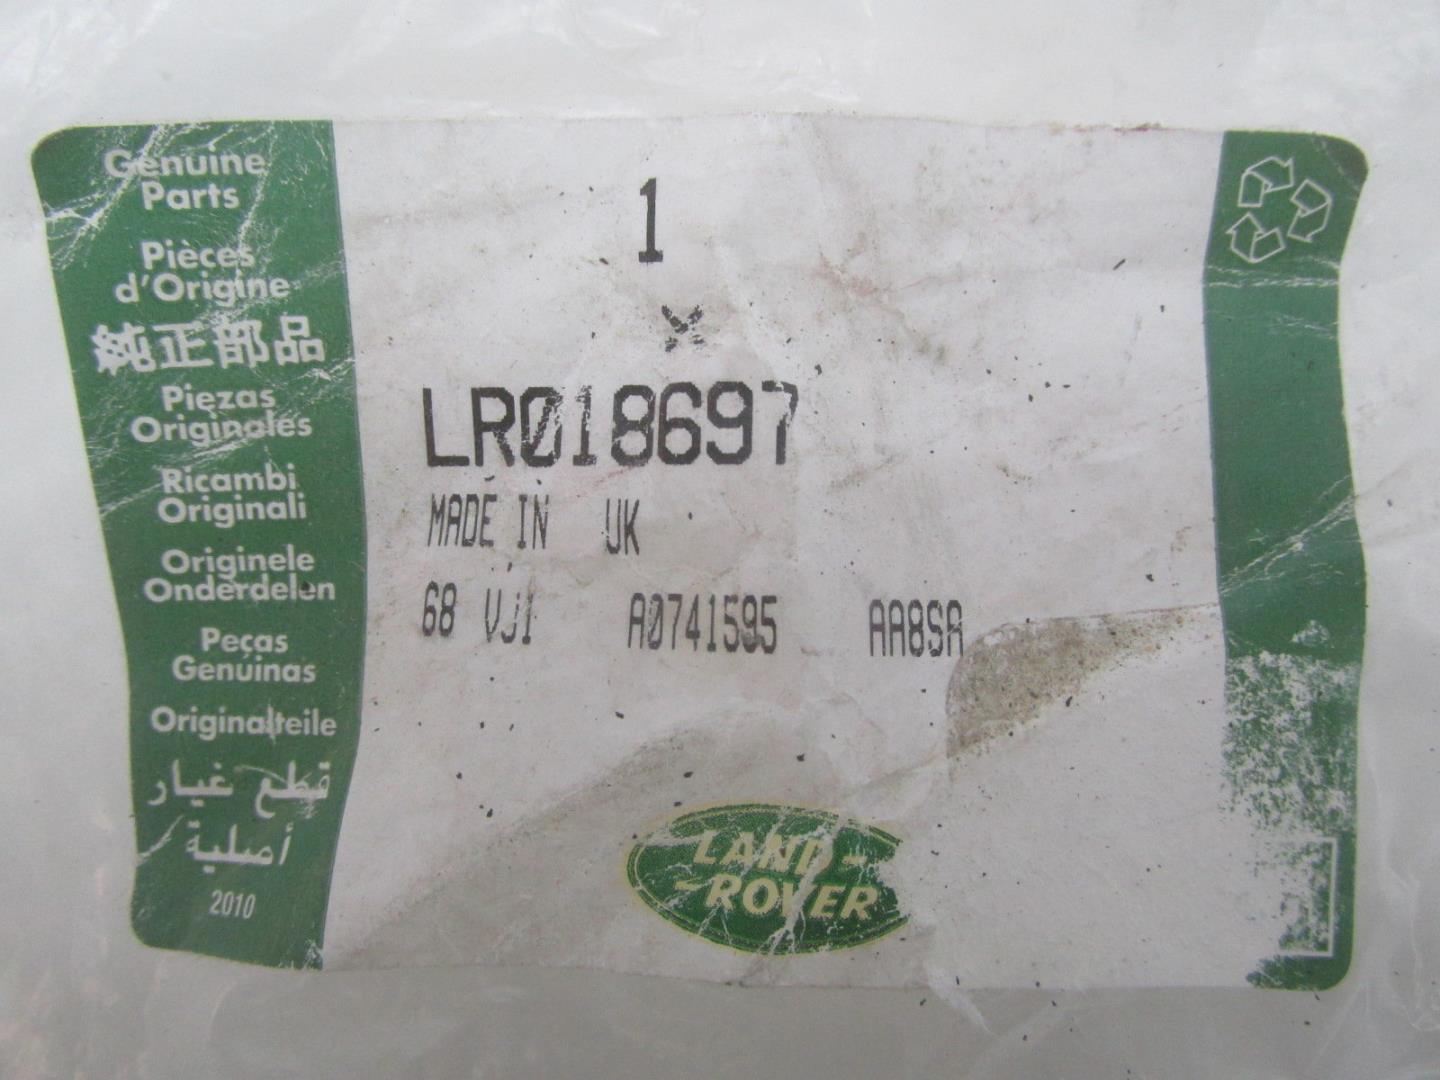 Genuine
Parts
Pièces
d'Origine
純正部品
Piezas
Originales
Ricambi
Originali
Originele
Onderdelen
Peças
Genuinas
Originalteile
قطع غيار
أصلية
2010
1
X
LR018697
MADE IN UK
68 VJ1 A0741595 AA8SA
LAND-
-ROVER